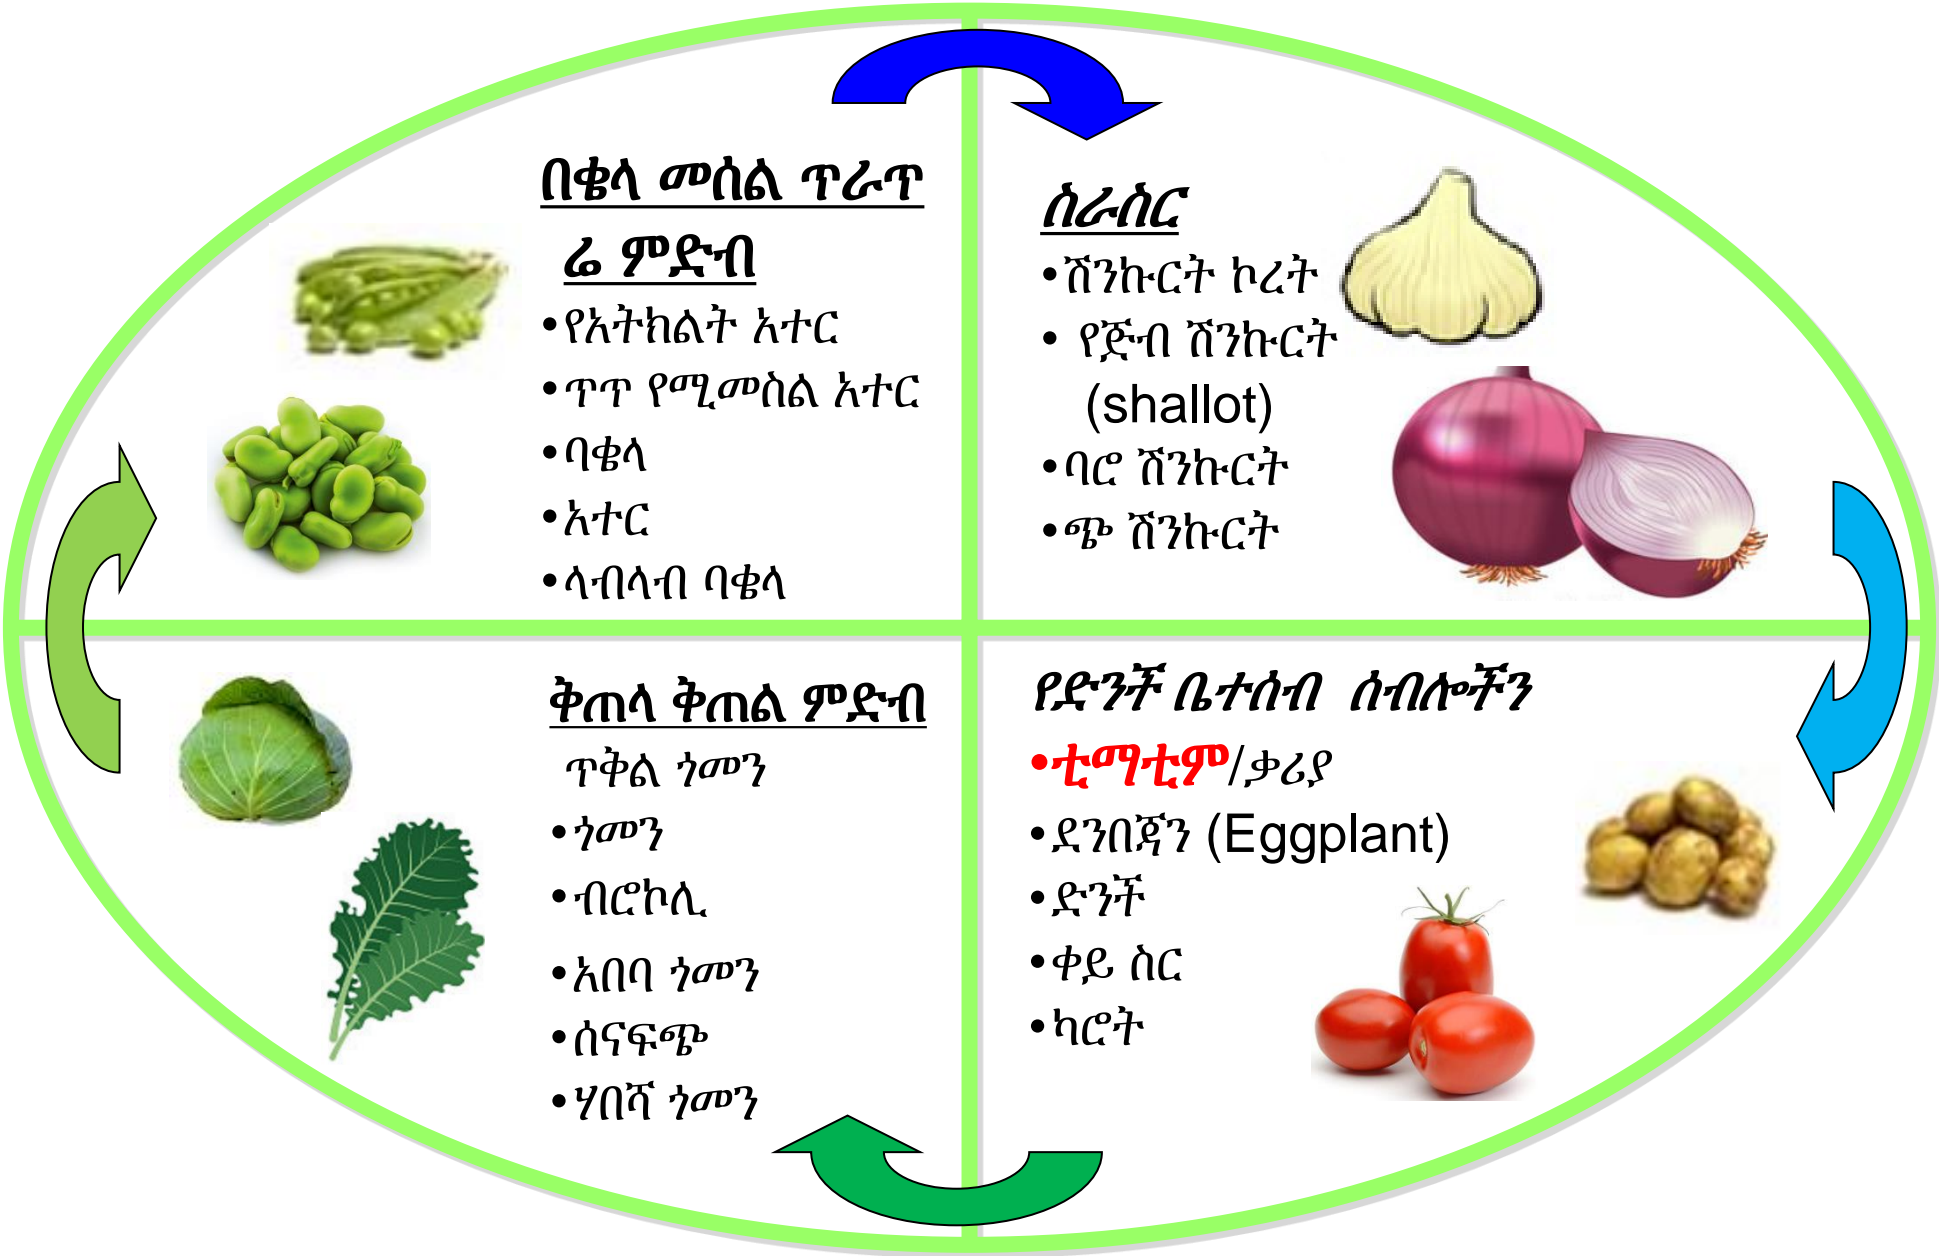 በቄላ መሰል ጥራጥ
ሬ ምድብ
•የአትክልት አተር
•ጥጥ የሚመስል አተር
•ባቄላ
•አተር
•ላብላብ ባቄላ
ስራስር
•ሽንኩርት ኮረት
• የጅብ ሽንኩርት
(shallot)
•ባሮ ሽንኩርት
•ጭ ሽንኩርት
ቅጠላ ቅጠል ምድብ
ጥቅል ጎመን
•ጎመን
•ብሮኮሊ
•አበባ ጎመን
•ሰናፍጭ
•ሃበሻ ጎመን
የድንች ቤተሰብ ሰብሎችን
•ቲማቲም/ቃሪያ
•ደንበጃን (Eggplant)
•ድንች
•ቀይ ስር
•ካሮት